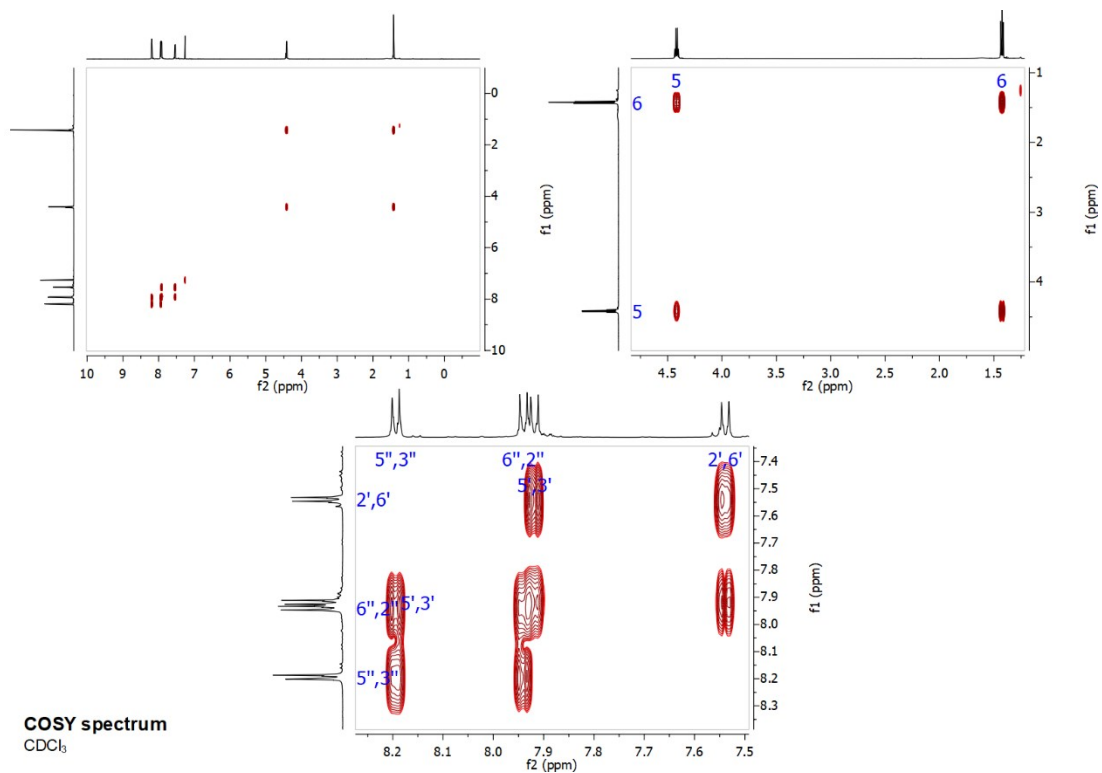 0
2
4
6
8
10
f1 (ppm)
10 9 8 7 6 5 4 3 2 1 0
f2 (ppm)
5 6
6
5
1
2
3
4
f1 (ppm)
4.5 4.0 3.5 3.0 2.5 2.0 1.5
f2 (ppm)
f1 (ppm)
5",3" 6",2" 2',6'
5',3'
2',6'
6",2" 5',3'
5",3"
7.4
7.5
7.6
7.7
7.8
7.9
8.0
8.1
8.2
8.3
f1 (ppm)
8.2 8.1 8.0 7.9 7.8 7.7 7.6 7.5
f2 (ppm)
COSY spectrum
CDCl₃